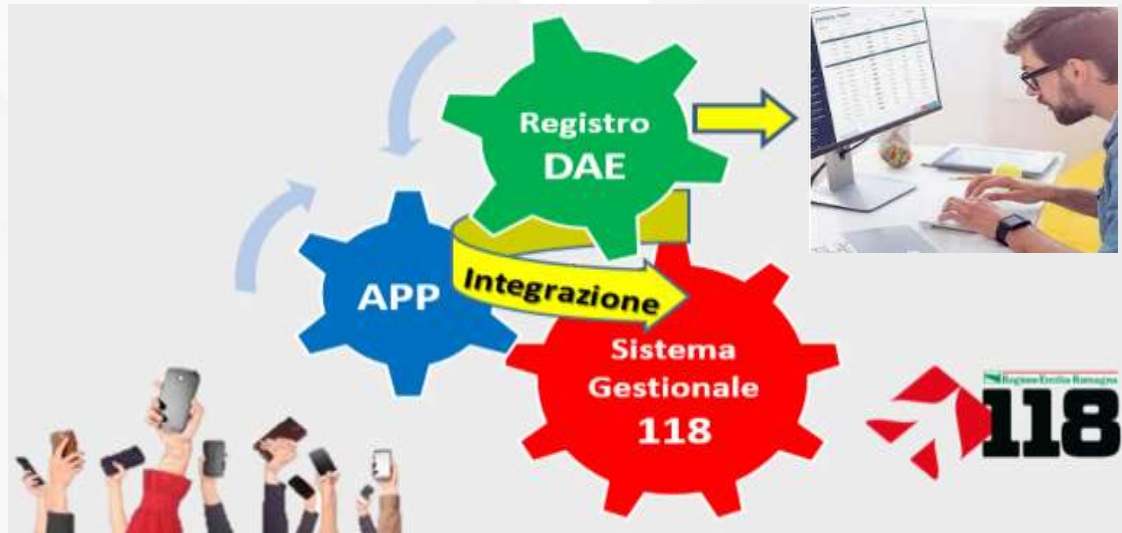 Registro
DAE
APP
Integrazione
Sistema
Gestionale
118
Regione Emilia Romagna
118